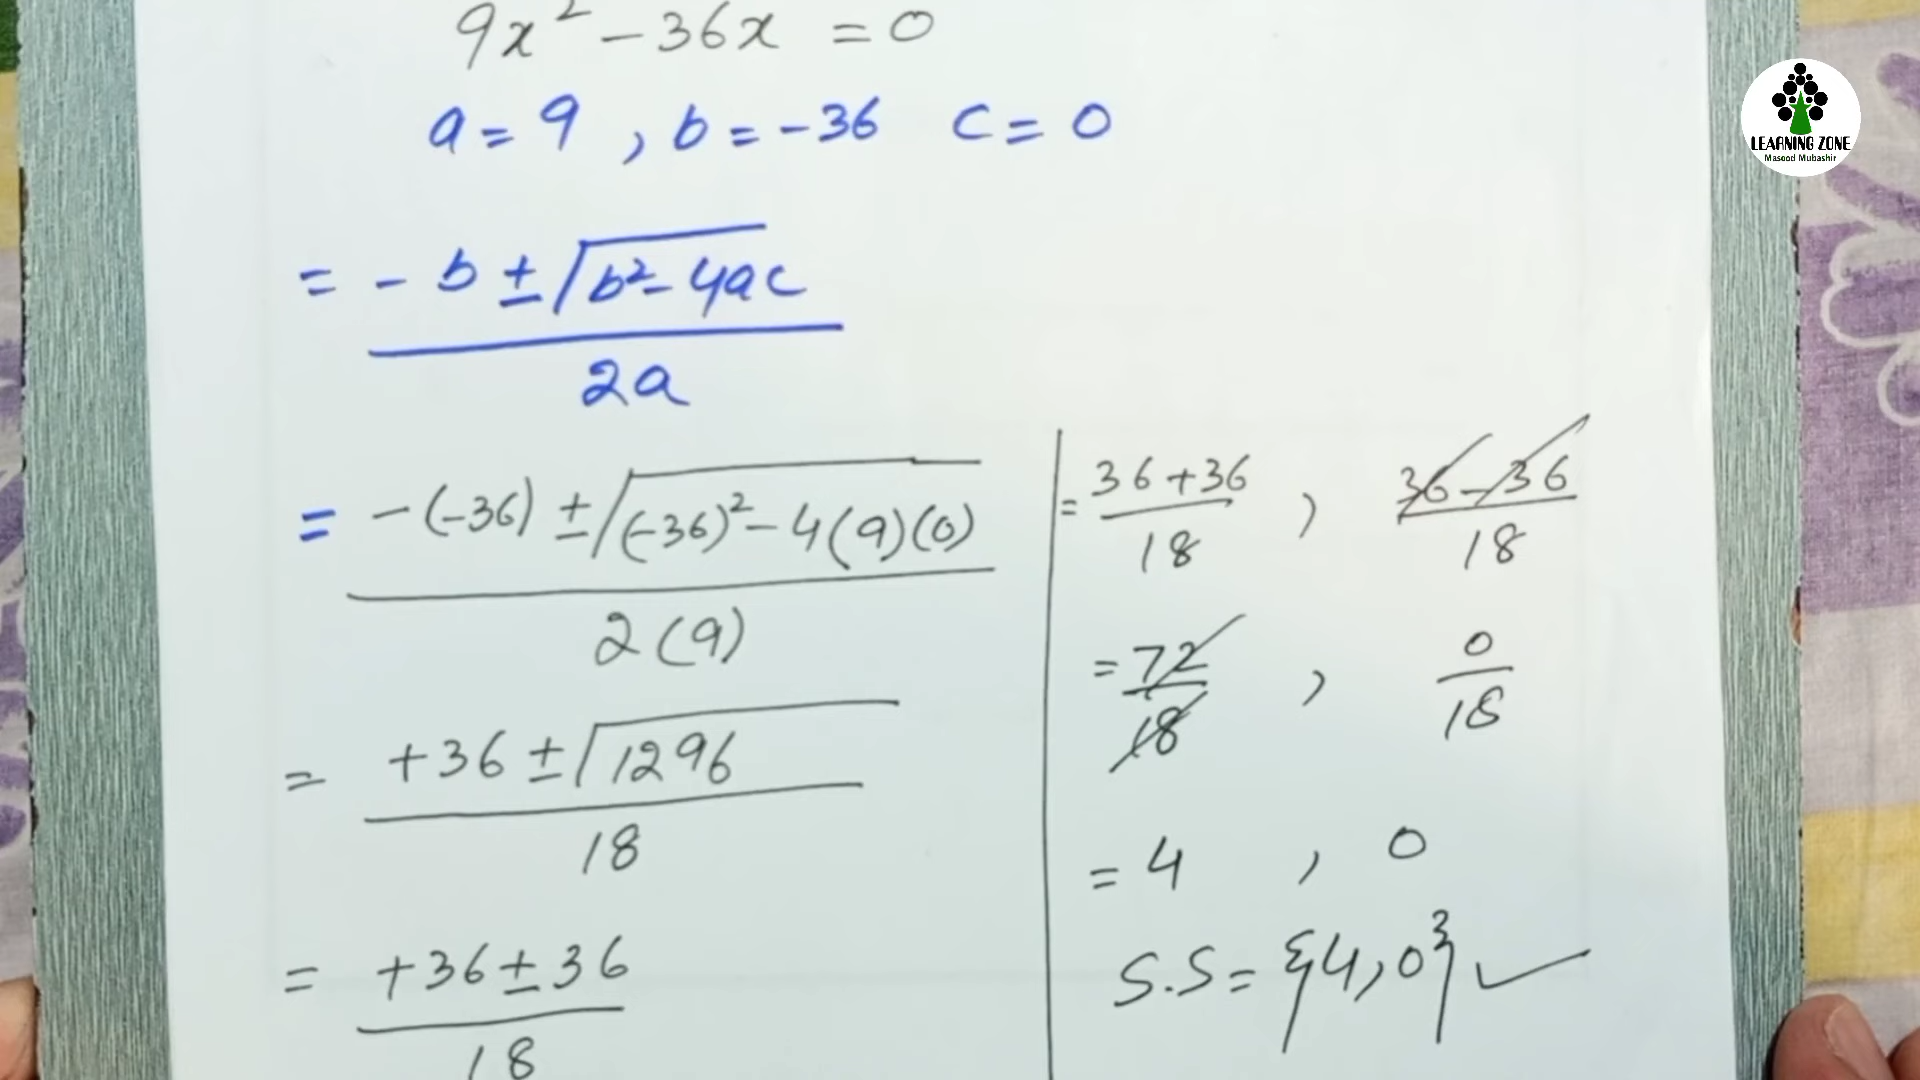 9x² - 36x = 0
a = 9 , b = -36 c = 0
= - b ± √b² - 4ac
2a
= -(-36) ± √(-36)² - 4(9)(0)
2(9)
= +36 ± √1296
18
= +36 ± 36
18
= 36 + 36 , 36 - 36
18 18
= 72 , 0
18 18
= 4 , 0
S.S = {4, 0} ✓
LEARNING ZONE
Masood Mubashir